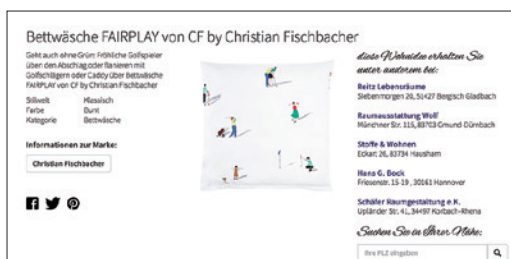 Bettwäsche FAIRPLAY von CF by Christian Fischbacher
Geht auch ohne Grün: Fröhliche Golfspieler
über den Abschlag oder flanieren mit
Golfschlägern oder Caddy über Bettwäsche
FAIRPLAY von CF by Christian Fischbacher
Stilwelt Klassisch
Farbe Bunt
Kategorie Bettwäsche
Informationen zur Marke:
Christian Fischbacher
diese Wohnidee erhalten Sie
unter anderem bei:
Reitz Lebensräume
Siebenmorgen 20, 51427 Bergisch Gladbach
Raumausstattung Wolf
Münchner Str. 115, 83703 Gmund-Dürnbach
Stoffe & Wohnen
Eckart 26, 83734 Hausham
Hans G. Bock
Friesenstr. 15-19 , 30161 Hannover
Schäfer Raumgestaltung e.K.
Upländer Str. 41, 34497 Korbach-Rhena
Suchen Sie in Ihrer Nähe:
Ihre PLZ eingeben